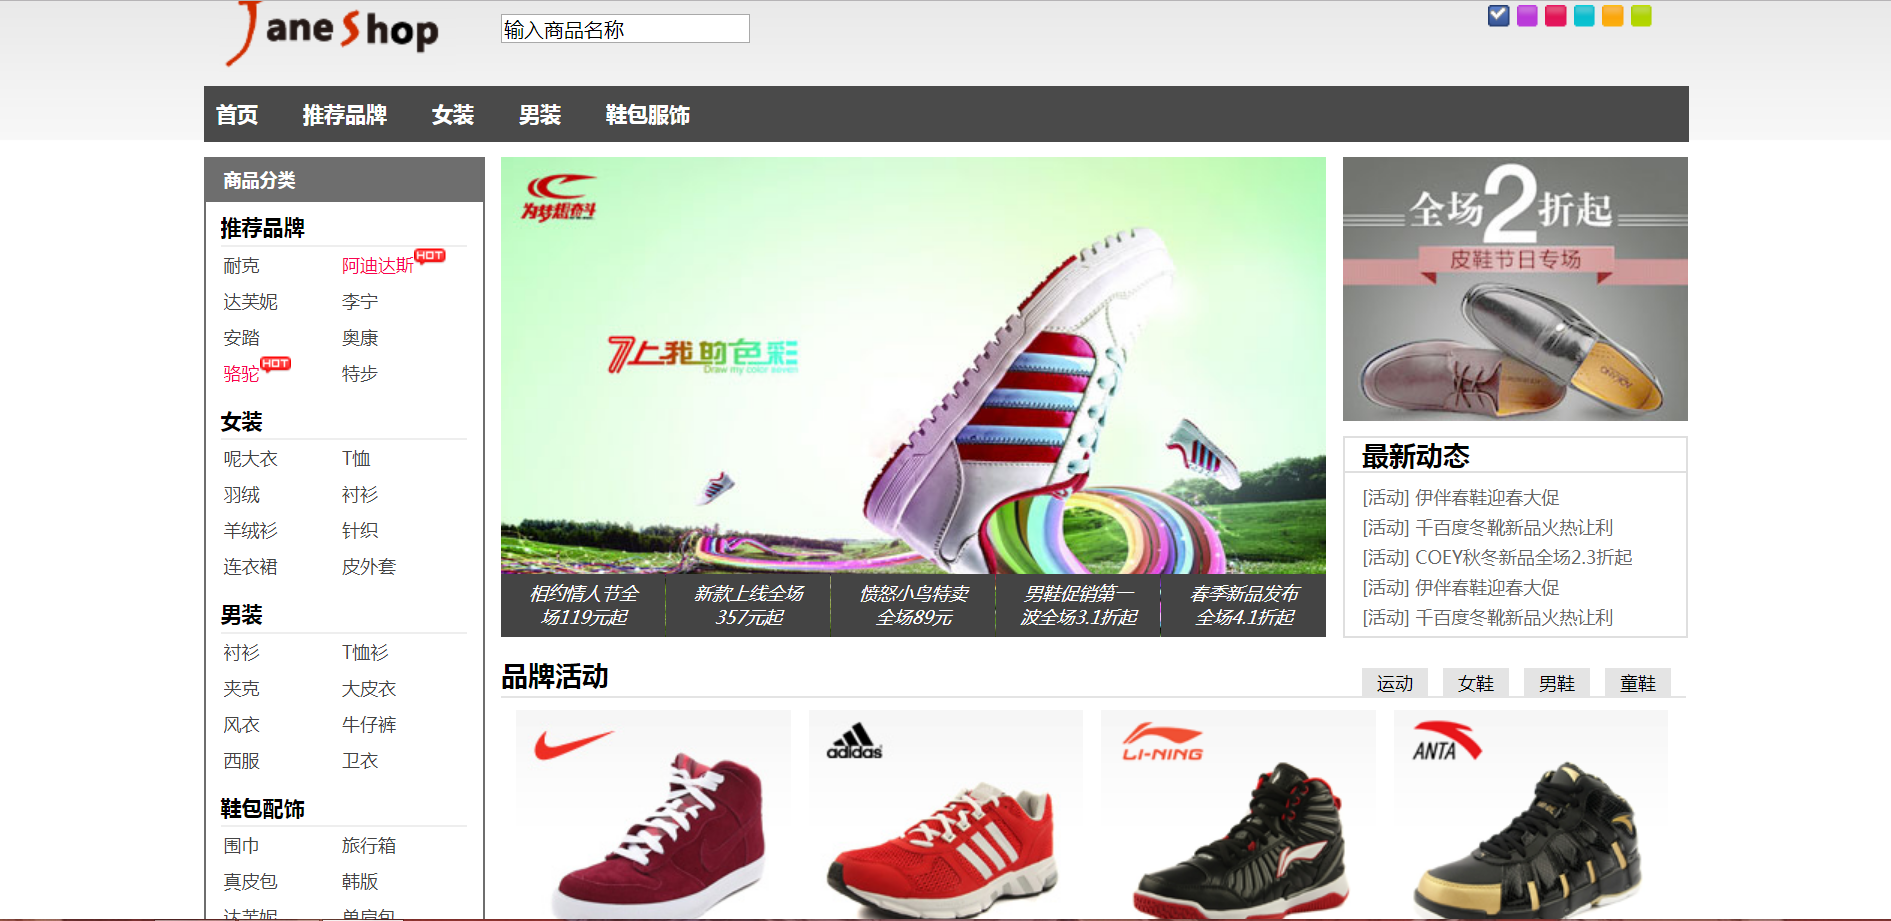 Jane Shop
输入商品名称
首页 推荐品牌 女装 男装 鞋包服饰
商品分类
推荐品牌
耐克 阿迪达斯 HOT
达芙妮 李宁
安踏 奥康
骆驼 HOT 特步
女装
呢大衣 T恤
羽绒 衬衫
羊绒衫 针织
连衣裙 皮外套
男装
衬衫 T恤衫
夹克 大皮衣
风衣 牛仔裤
西服 卫衣
鞋包配饰
围巾 旅行箱
真皮包 韩版
达芙妮 单肩包
为梦想奋斗
7上我的色彩
Draw my color seven
相约情人节全
场119元起
新款上线全场
357元起
愤怒小鸟特卖
全场89元
男鞋促销第一
波全场3.1折起
春季新品发布
全场4.1折起
全场2折起
皮鞋节日专场
最新动态
[活动] 伊伴春鞋迎春大促
[活动] 千百度冬靴新品火热让利
[活动] COEY秋冬新品全场2.3折起
[活动] 伊伴春鞋迎春大促
[活动] 千百度冬靴新品火热让利
品牌活动
运动 女鞋 男鞋 童鞋
adidas
LI-NING
ANTA